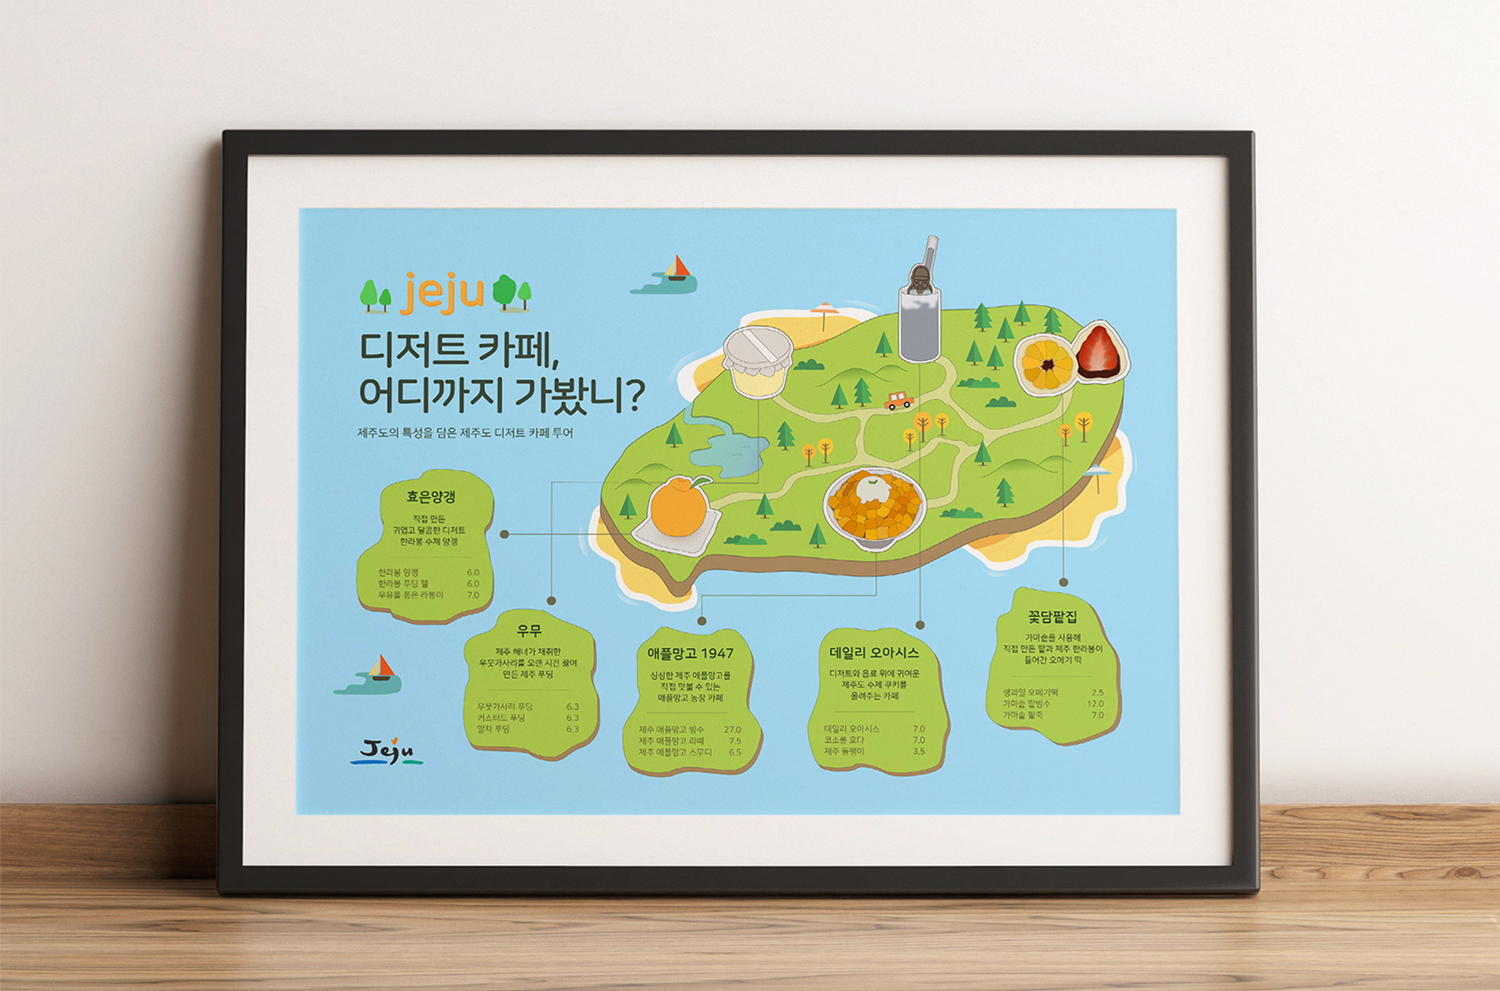 jeju
디저트 카페,
어디까지 가봤니?
제주도의 특성을 담은 제주도 디저트 카페 투어
효은양갱
직접 만든
귀엽고 달콤한 디저트
한라봉 수제 양갱
한라봉 양갱 6.0
한라봉 푸딩 젤 6.0
우유를 품은 라봉이 7.0
우무
제주 해녀가 채취한
우뭇가사리를 오랜 시간 끓여
만든 제주 푸딩
우뭇가사리 푸딩 6.3
커스터드 푸딩 6.3
말차 푸딩 6.3
애플망고 1947
싱싱한 제주 애플망고를
직접 맛볼 수 있는
애플망고 농장 카페
제주 애플망고 빙수 27.0
제주 애플망고 라떼 7.5
제주 애플망고 스무디 6.5
데일리 오아시스
디저트와 음료 위에 귀여운
제주도 수제 쿠키를
올려주는 카페
데일리 오아시스 7.0
코소롱 호다 7.0
제주 돌멩이 3.5
꽃담팥집
가마솥을 사용해
직접 만든 팥과 제주 한라봉이
들어간 오메기 떡
생과일 오메기떡 2.5
가마솥 팥빙수 12.0
가마솥 팥죽 7.0
Jeju